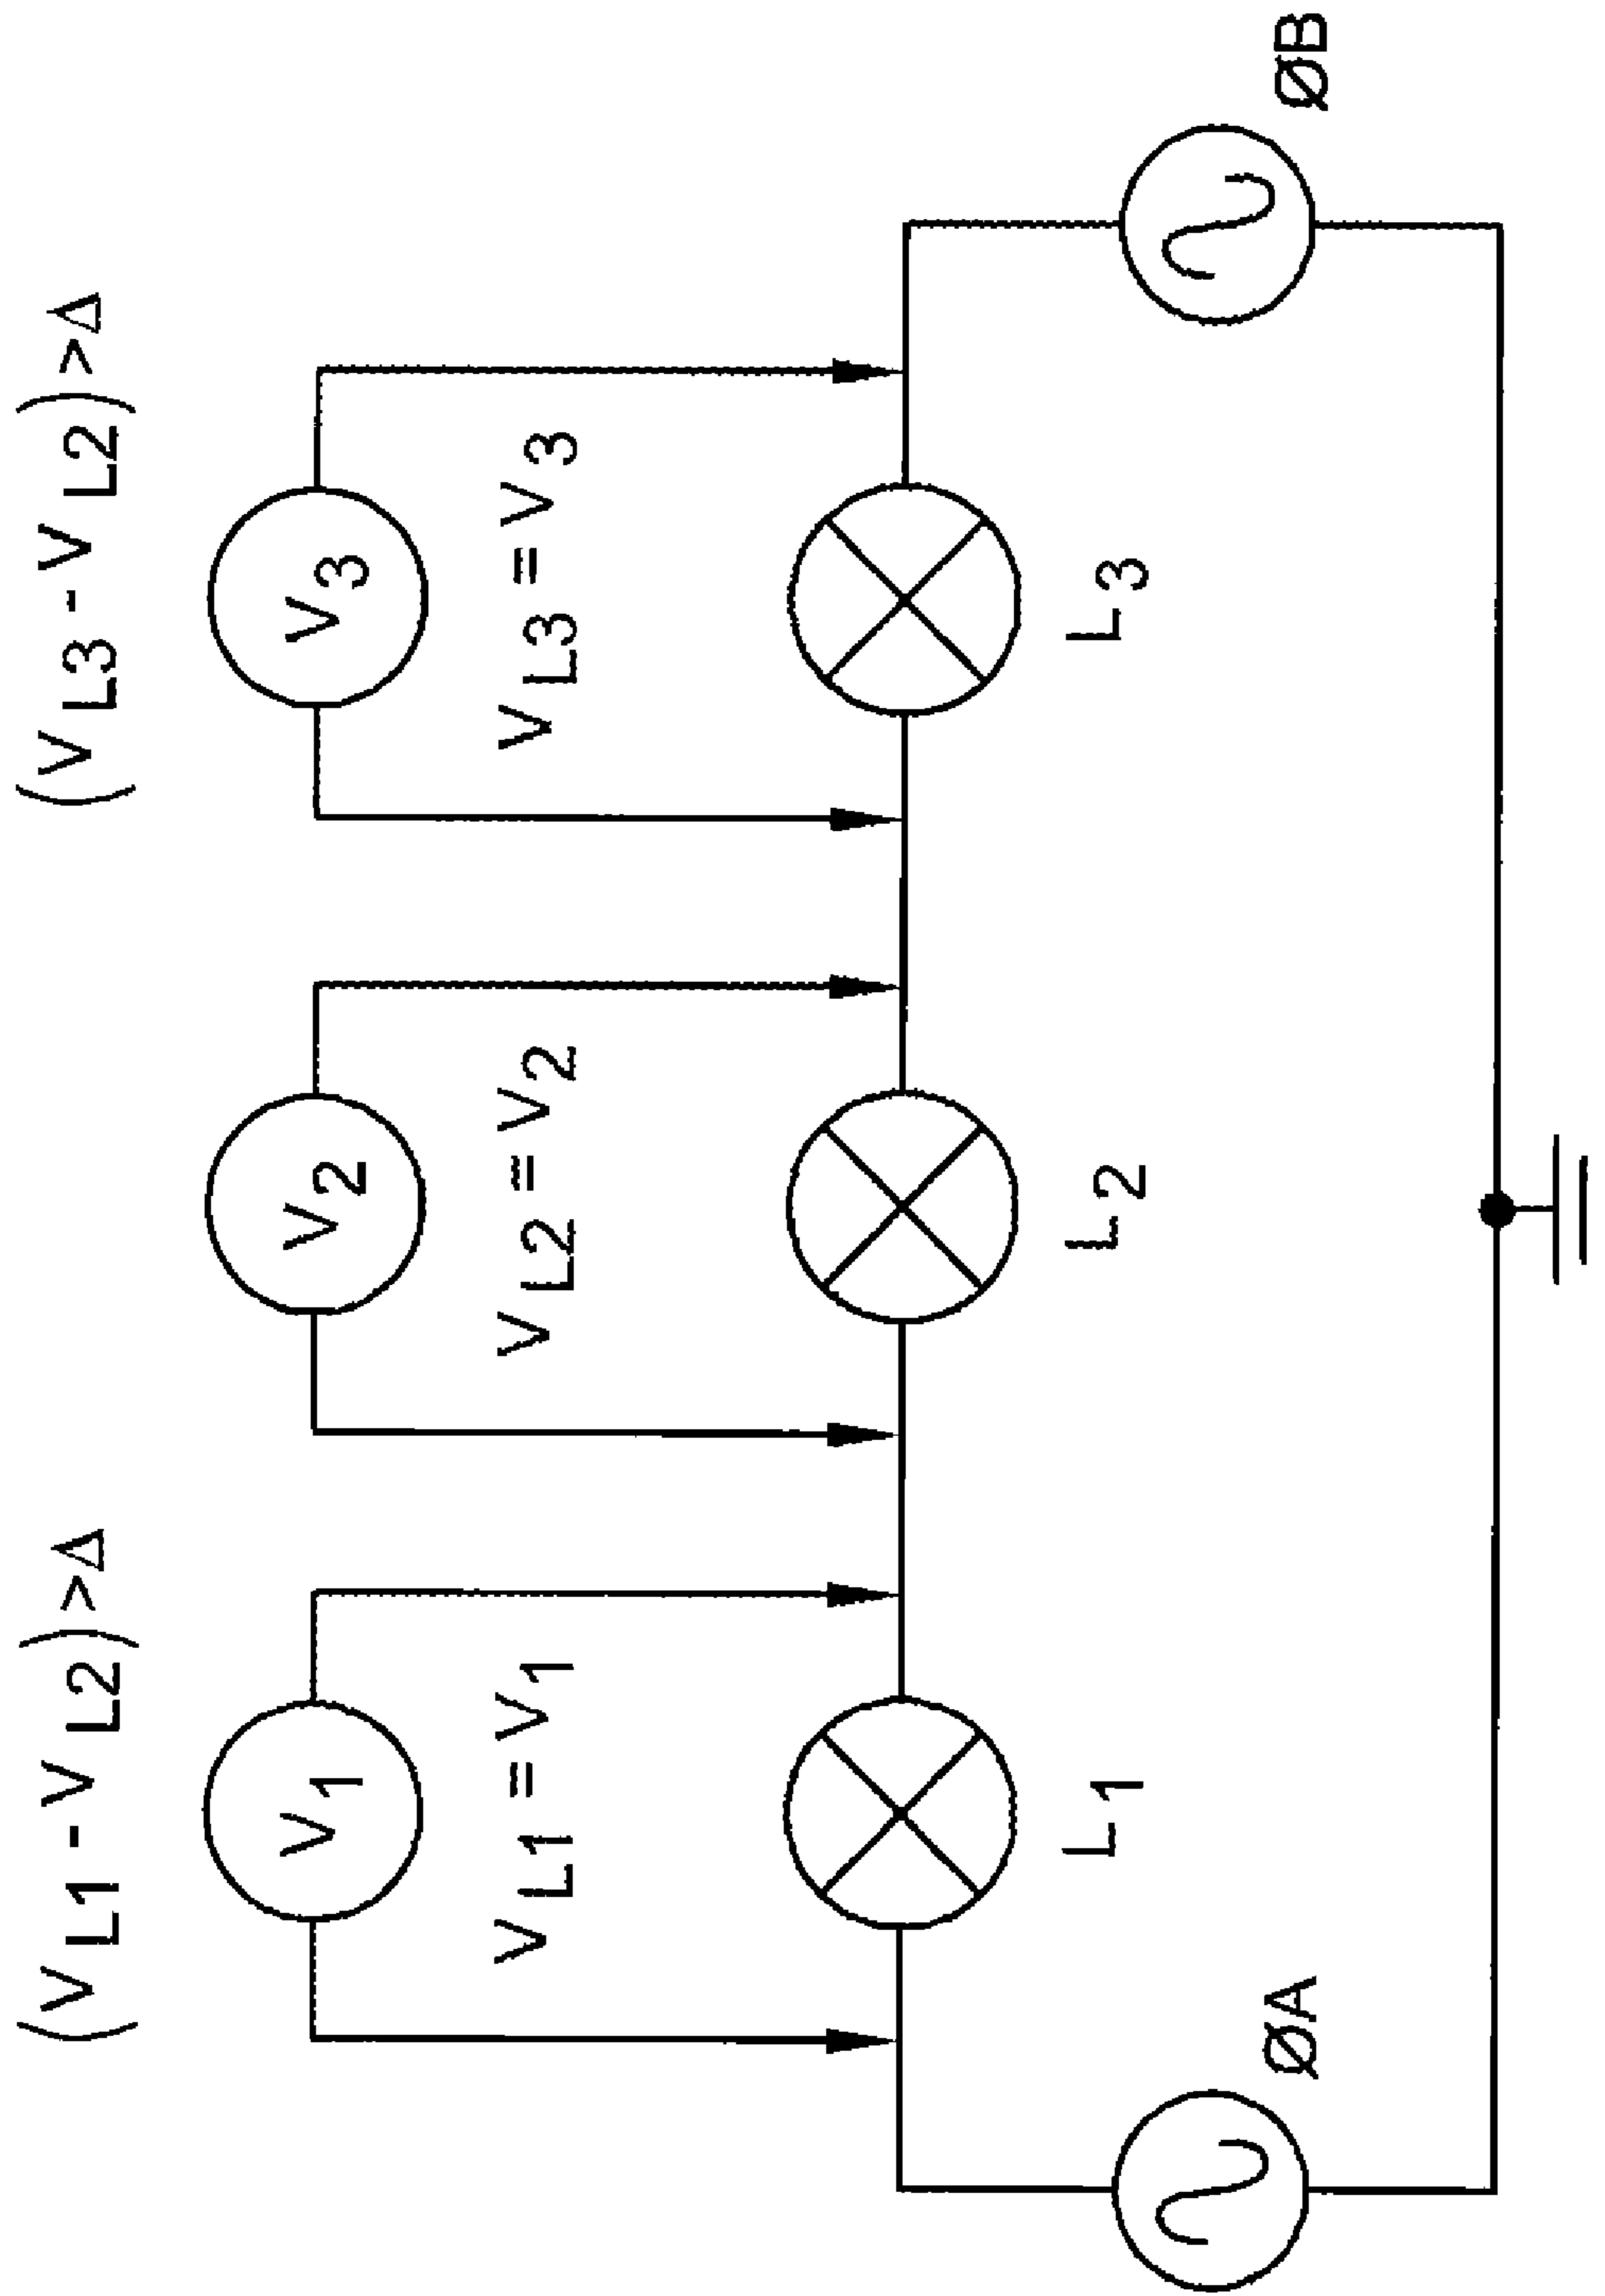 (V L1 - V L2) > Δ
(V L3 - V L2) > Δ
V1
V2
V3
V L1 = V1
V L2 = V2
V L3 = V3
L1
L2
L3
ØA
ØB